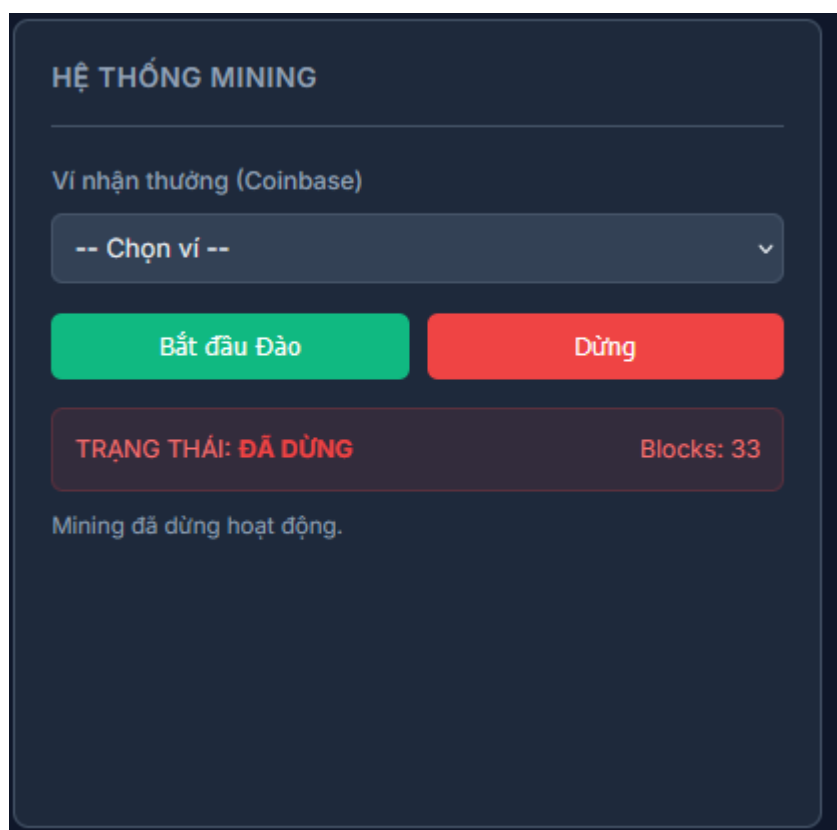 HỆ THỐNG MINING
Ví nhận thưởng (Coinbase)
-- Chọn ví --
Bắt đầu Đào
Dừng
TRẠNG THÁI: ĐÃ DỪNG
Blocks: 33
Mining đã dừng hoạt động.